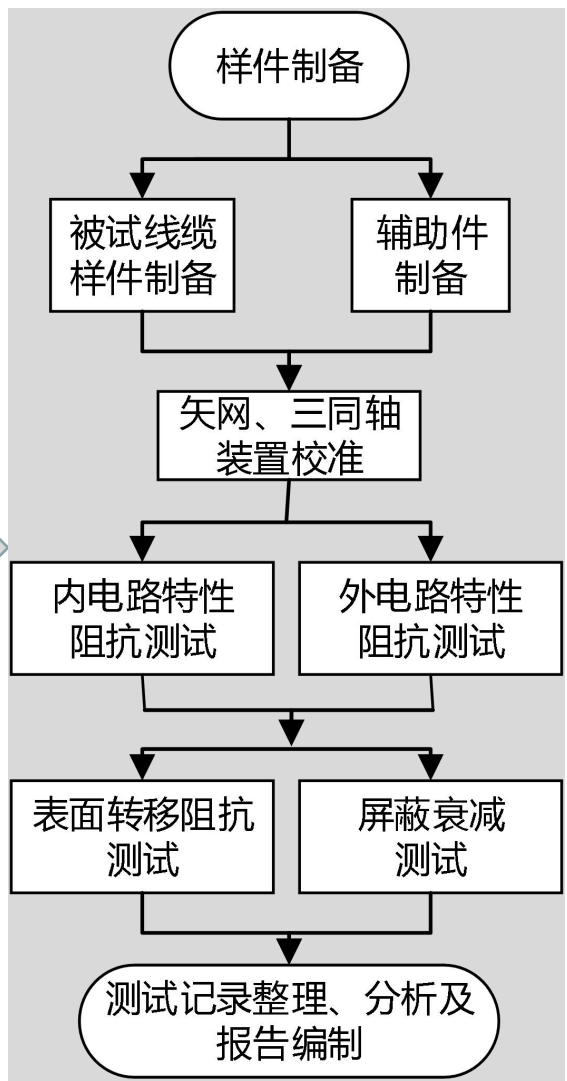 样件制备
被试线缆
样件制备
辅助件
制备
矢网、三同轴
装置校准
内电路特性
阻抗测试
外电路特性
阻抗测试
表面转移阻抗
测试
屏蔽衰减
测试
测试记录整理、分析及
报告编制